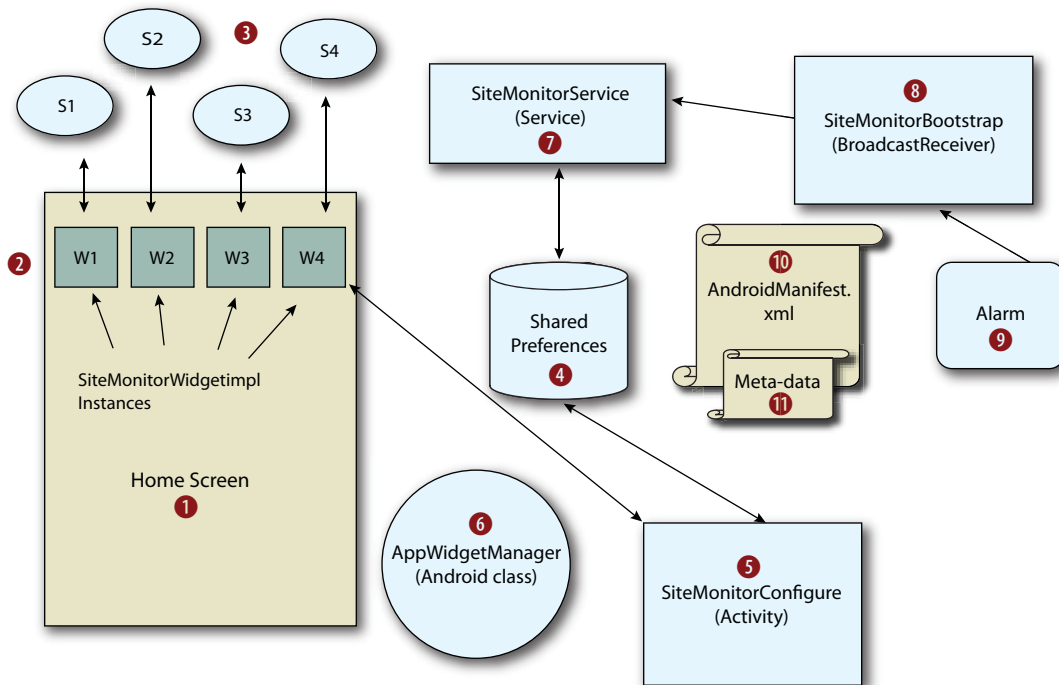 S1
S2
3
S4
S3
SiteMonitorService
(Service)
7
8
SiteMonitorBootstrap
(BroadcastReceiver)
2
W1
W2
W3
W4
SiteMonitorWidgetimpl
Instances
Home Screen
1
Shared
Preferences
4
10
AndroidManifest.
xml
Meta-data
11
Alarm
9
6
AppWidgetManager
(Android class)
5
SiteMonitorConfigure
(Activity)